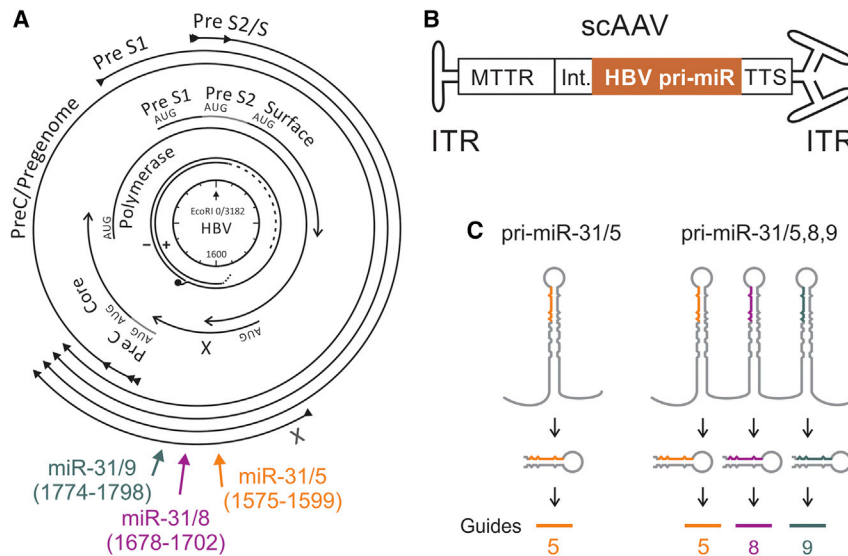 A
Pre S2/S
Pre S1
PreC/Pregenome
Pre S1
AUG
Pre S2
AUG
Surface
AUG
Polymerase
AUG
EcoRI 0/3182
HBV
1600
−
+
Core
AUG
Pre C
AUG
X
AUG
X
miR-31/9
(1774-1798)
miR-31/8
(1678-1702)
miR-31/5
(1575-1599)
B
scAAV
MTTR
Int.
HBV pri-miR
TTS
ITR
ITR
C
pri-miR-31/5
pri-miR-31/5,8,9
Guides
5
5
8
9